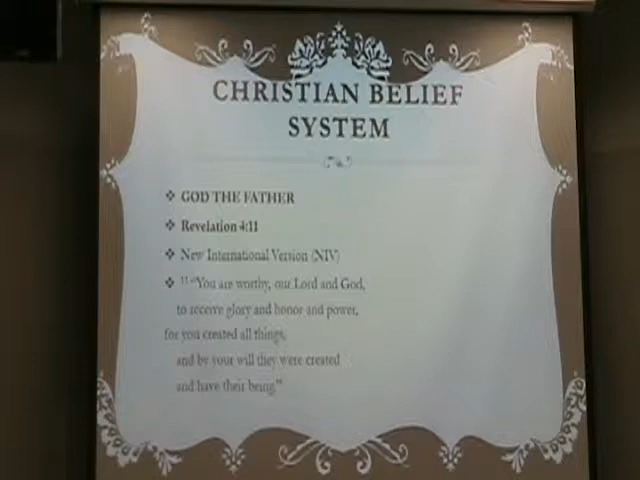 CHRISTIAN BELIEF
SYSTEM
❖ GOD THE FATHER
❖ Revelation 4:11
❖ New International Version (NIV)
❖ 11 “You are worthy, our Lord and God,
to receive glory and honor and power,
for you created all things,
and by your will they were created
and have their being.”